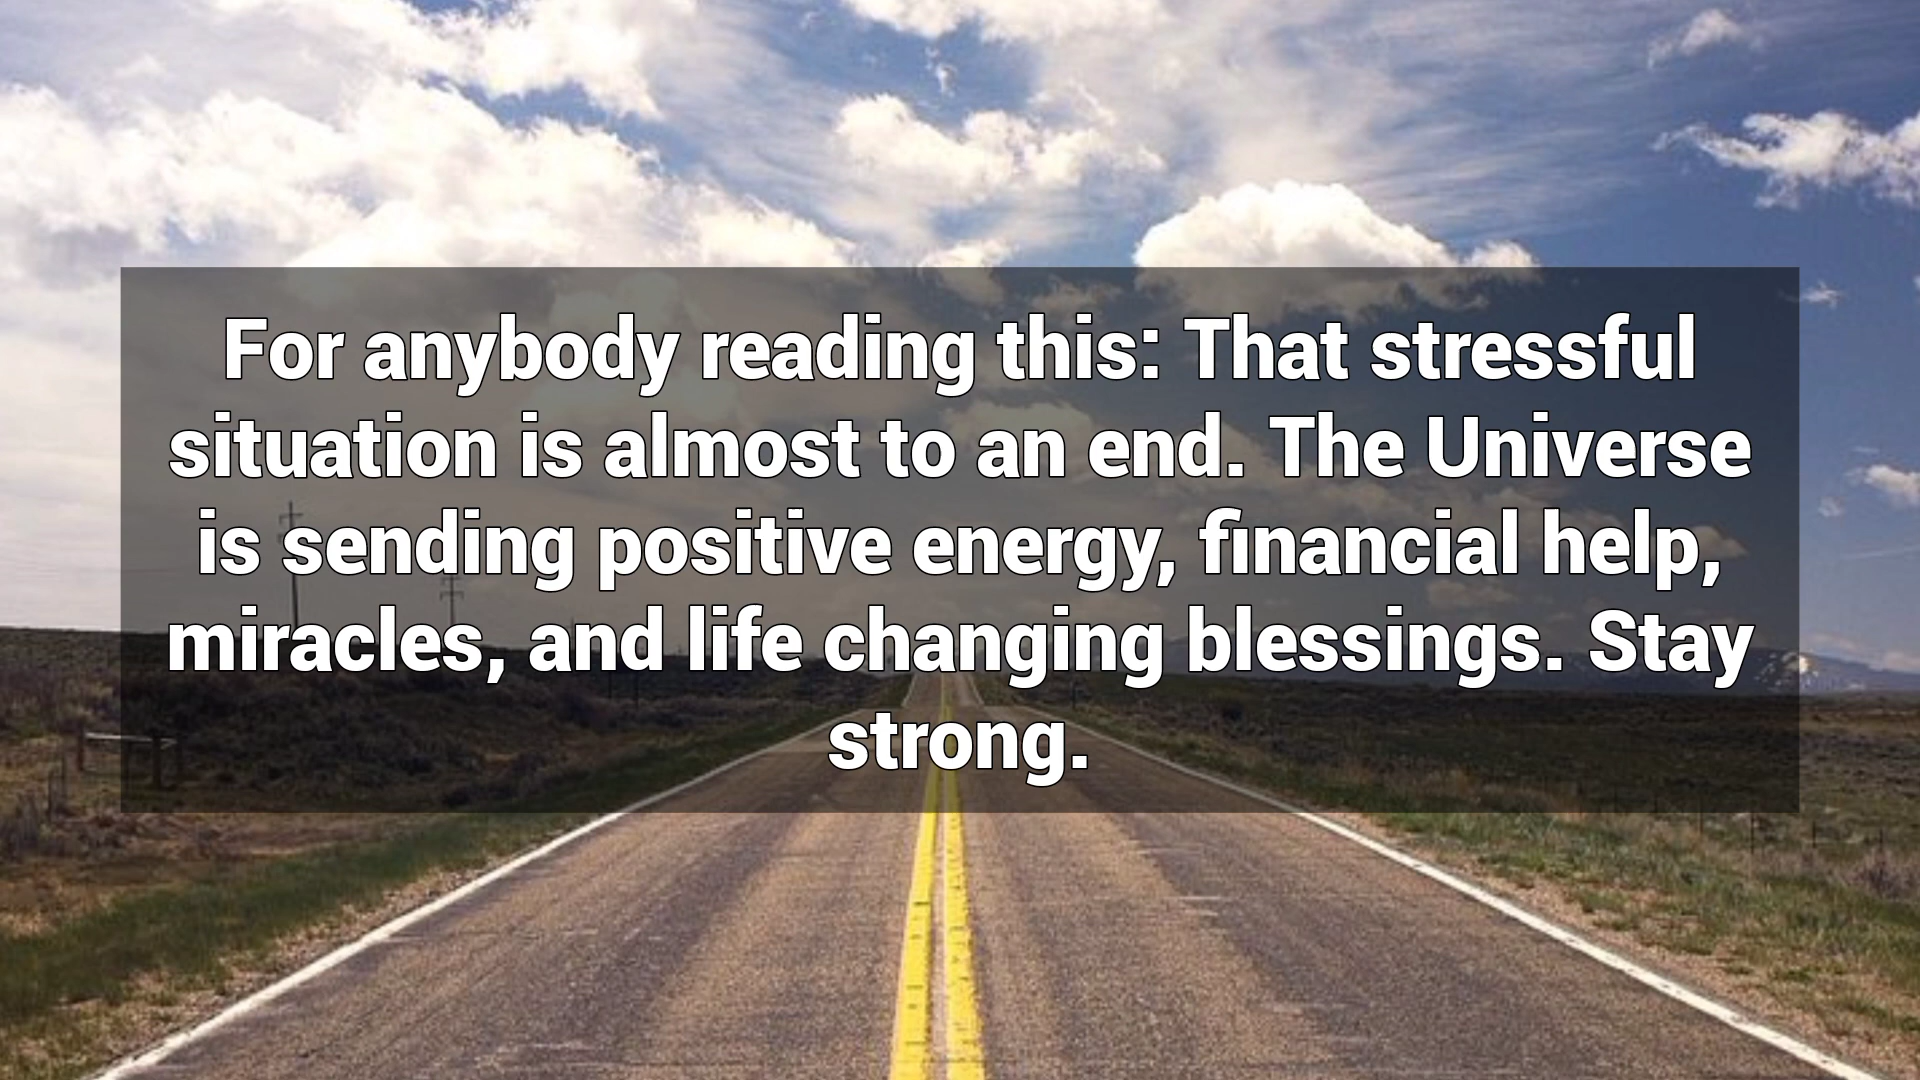 For anybody reading this: That stressful
situation is almost to an end. The Universe
is sending positive energy, financial help,
miracles, and life changing blessings. Stay
strong.